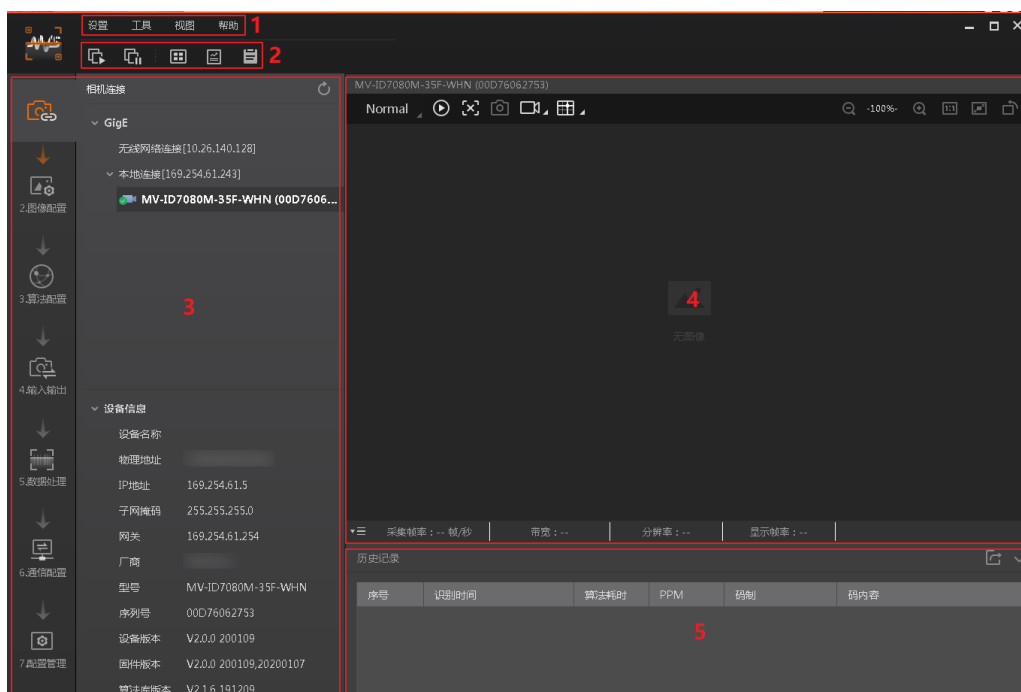 设置 工具 视图 帮助 1
2
相机连接
GigE
无线网络连接[10.26.140.128]
本地连接[169.254.61.243]
MV-ID7080M-35F-WHN (00D7606...
2.图像配置
3.算法配置
4.输入输出
5.数据处理
6.通信配置
7.配置管理
3
设备信息
设备名称
物理地址
IP地址 169.254.61.5
子网掩码 255.255.255.0
网关 169.254.61.254
厂商
型号 MV-ID7080M-35F-WHN
序列号 00D76062753
设备版本 V2.0.0 200109
固件版本 V2.0.0 200109,20200107
算法库版本 V2.1.6 191209
MV-ID7080M-35F-WHN (00D76062753)
Normal -100%- 1:1
4
无图像
采集帧率：-- 帧/秒 带宽：-- 分辨率：-- 显示帧率：--
历史记录
序号 识别时间 算法耗时 PPM 码制 码内容
5